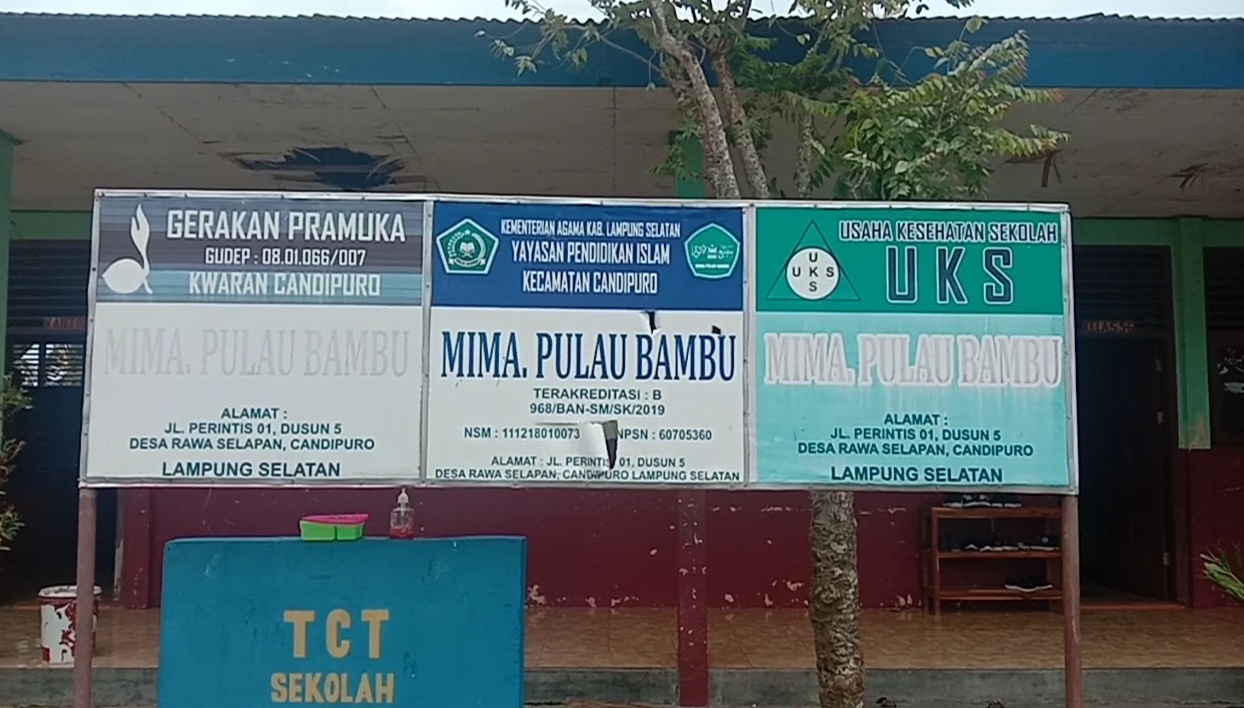 GERAKAN PRAMUKA
GUDEP : 08.01.066/007
KWARAN CANDIPURO
MIMA. PULAU BAMBU
ALAMAT :
JL. PERINTIS 01, DUSUN 5
DESA RAWA SELAPAN, CANDIPURO
LAMPUNG SELATAN
KEMENTERIAN AGAMA KAB. LAMPUNG SELATAN
YAYASAN PENDIDIKAN ISLAM
KECAMATAN CANDIPURO
MIMA. PULAU BAMBU
TERAKREDITASI : B
968/BAN-SM/SK/2019
NSM : 111218010073 NPSN : 60705360
ALAMAT : JL. PERINTIS 01, DUSUN 5
DESA RAWA SELAPAN, CANDIPURO LAMPUNG SELATAN
USAHA KESEHATAN SEKOLAH
UKS
U
UKS
S
MIMA. PULAU BAMBU
ALAMAT :
JL. PERINTIS 01, DUSUN 5
DESA RAWA SELAPAN, CANDIPURO
LAMPUNG SELATAN
TCT
SEKOLAH